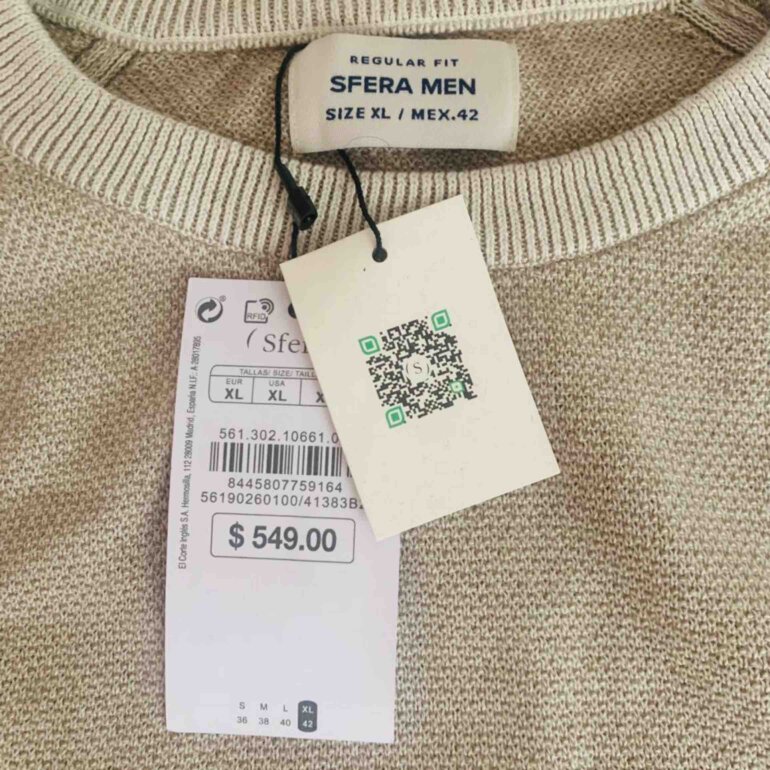 REGULAR FIT
SFERA MEN
SIZE XL / MEX.42
RFID
Sfe
TALLAS/ SIZE/ TAILL
EUR USA
XL XL X
561.302.10661.0
8445807759164
56190260100/41383B
$ 549.00
S M L XL
36 38 40 42
El Corte Inglés S.A. Hermosilla, 112 28009 Madrid, España N.I.F. A-28017895
(S)